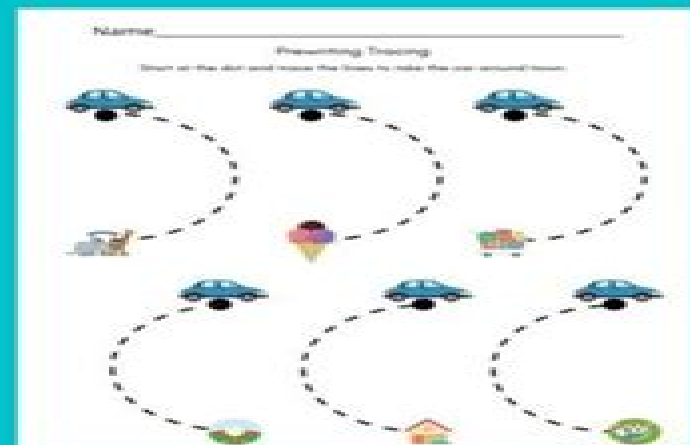 Name
Prewriting Tracing
Start at the dot and trace the lines to take the car around town.